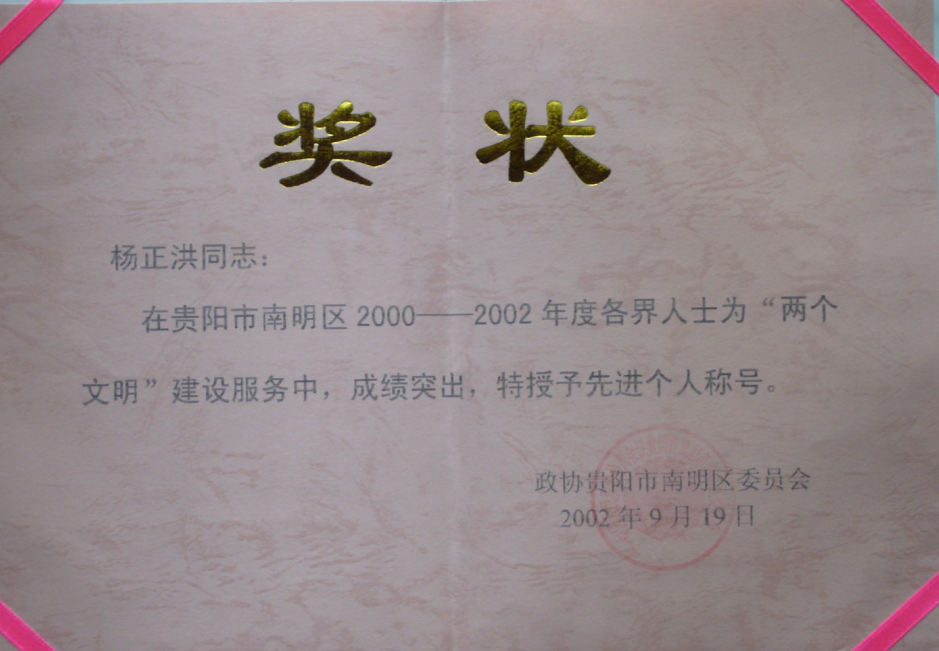 奖状
杨正洪同志：
在贵阳市南明区2000——2002年度各界人士为“两个
文明”建设服务中，成绩突出，特授予先进个人称号。
政协贵阳市南明区委员会
2002年9月19日